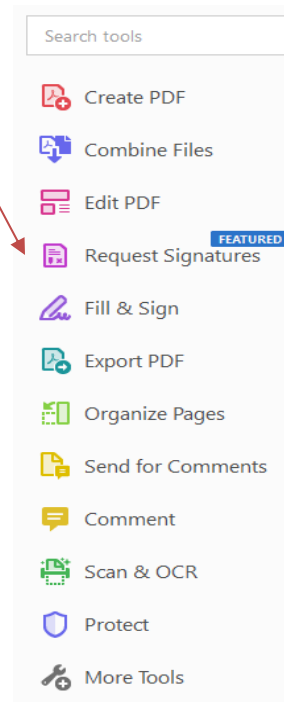 Search tools
Create PDF
Combine Files
Edit PDF
FEATURED
Request Signatures
Fill & Sign
Export PDF
Organize Pages
Send for Comments
Comment
Scan & OCR
Protect
More Tools